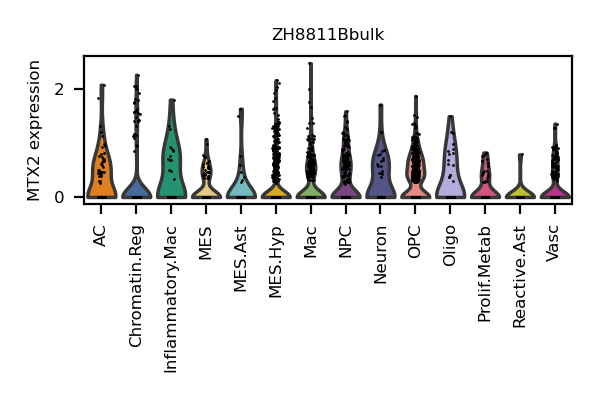 ZH8811Bbulk
MTX2 expression
2
0
AC
Chromatin.Reg
Inflammatory.Mac
MES
MES.Ast
MES.Hyp
Mac
NPC
Neuron
OPC
Oligo
Prolif.Metab
Reactive.Ast
Vasc